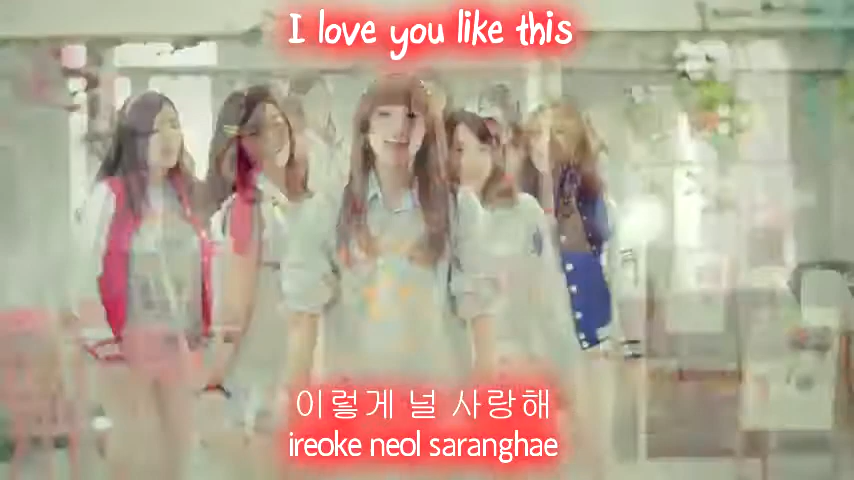 I love you like this
이렇게 널 사랑해
ireoke neol saranghae